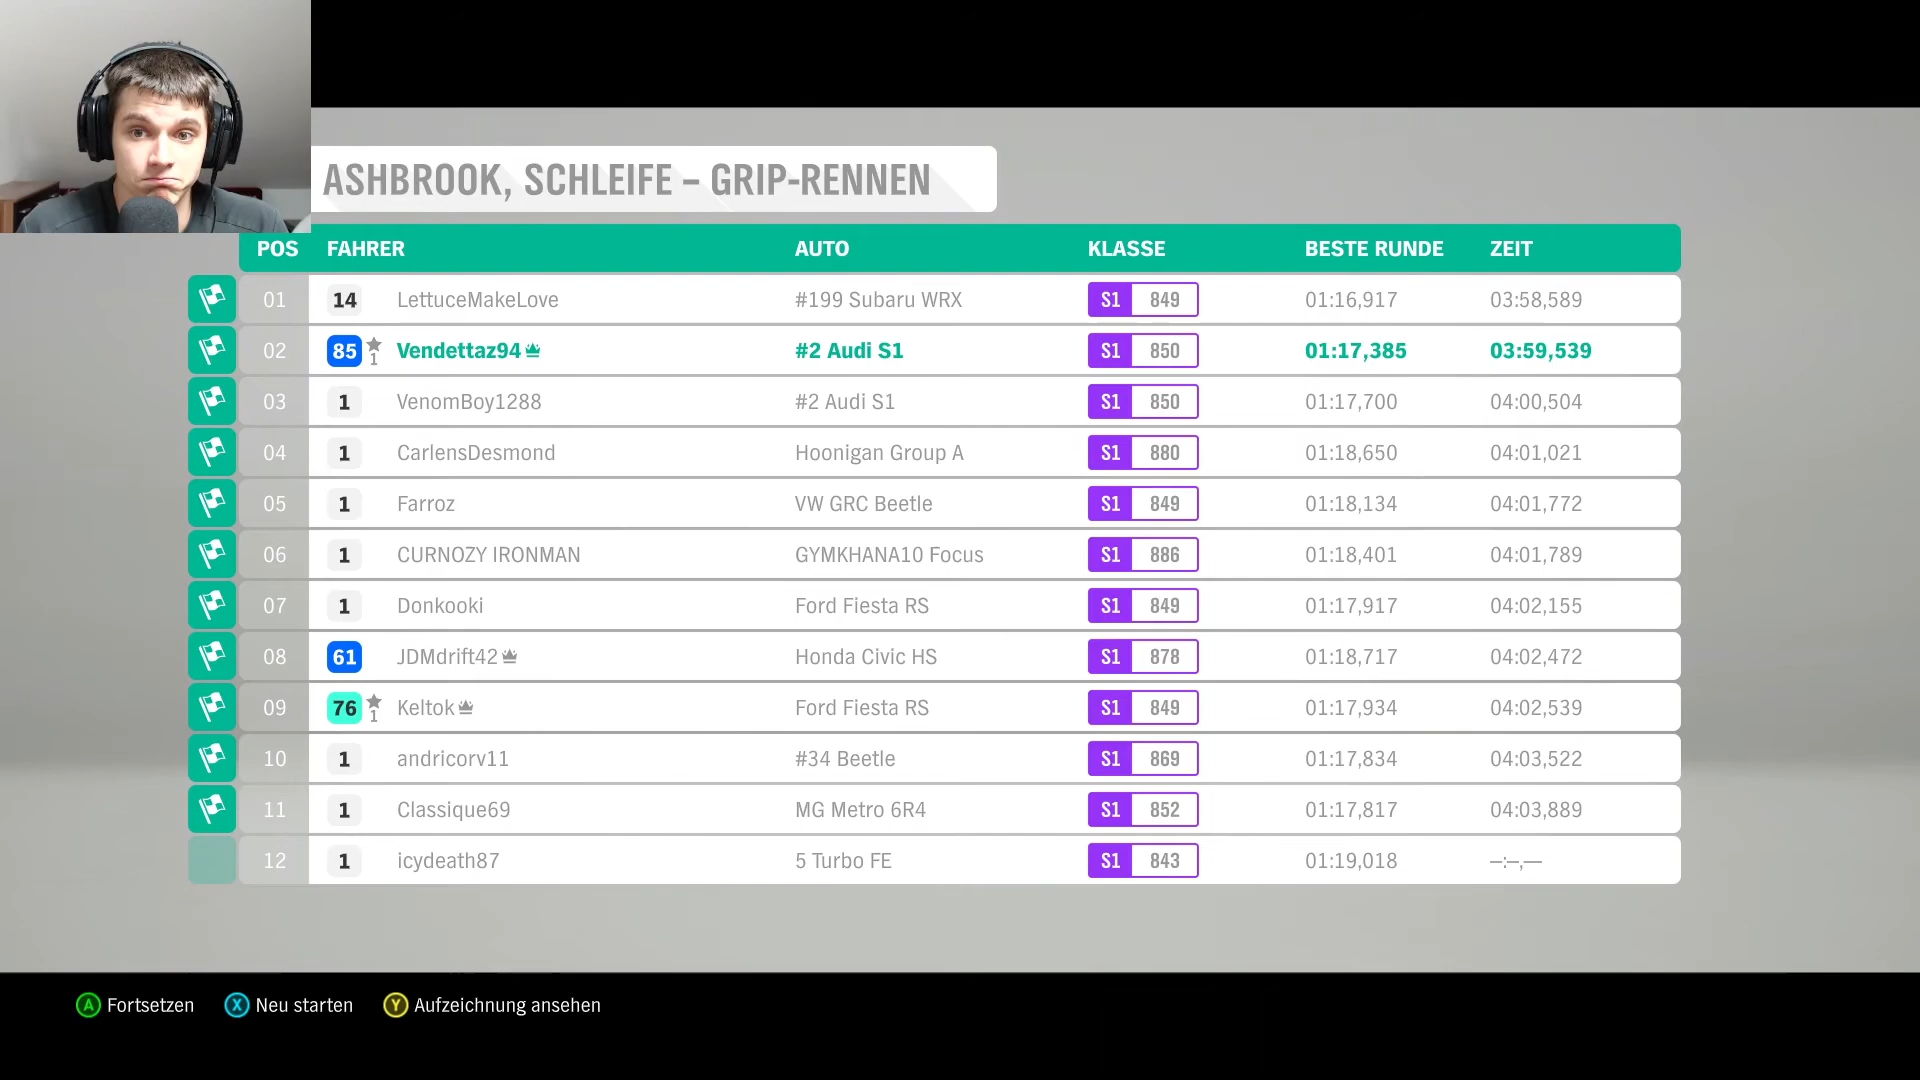 ASHBROOK, SCHLEIFE – GRIP-RENNEN
POS FAHRER AUTO KLASSE BESTE RUNDE ZEIT
01 14 LettuceMakeLove #199 Subaru WRX S1 849 01:16,917 03:58,589
02 85 1 Vendettaz94 #2 Audi S1 S1 850 01:17,385 03:59,539
03 1 VenomBoy1288 #2 Audi S1 S1 850 01:17,700 04:00,504
04 1 CarlensDesmond Hoonigan Group A S1 880 01:18,650 04:01,021
05 1 Farroz VW GRC Beetle S1 849 01:18,134 04:01,772
06 1 CURNOZY IRONMAN GYMKHANA10 Focus S1 886 01:18,401 04:01,789
07 1 Donkooki Ford Fiesta RS S1 849 01:17,917 04:02,155
08 61 JDMdrift42 Honda Civic HS S1 878 01:18,717 04:02,472
09 76 1 Keltok Ford Fiesta RS S1 849 01:17,934 04:02,539
10 1 andricorv11 #34 Beetle S1 869 01:17,834 04:03,522
11 1 Classique69 MG Metro 6R4 S1 852 01:17,817 04:03,889
12 1 icydeath87 5 Turbo FE S1 843 01:19,018 –:–,—
A Fortsetzen X Neu starten Y Aufzeichnung ansehen